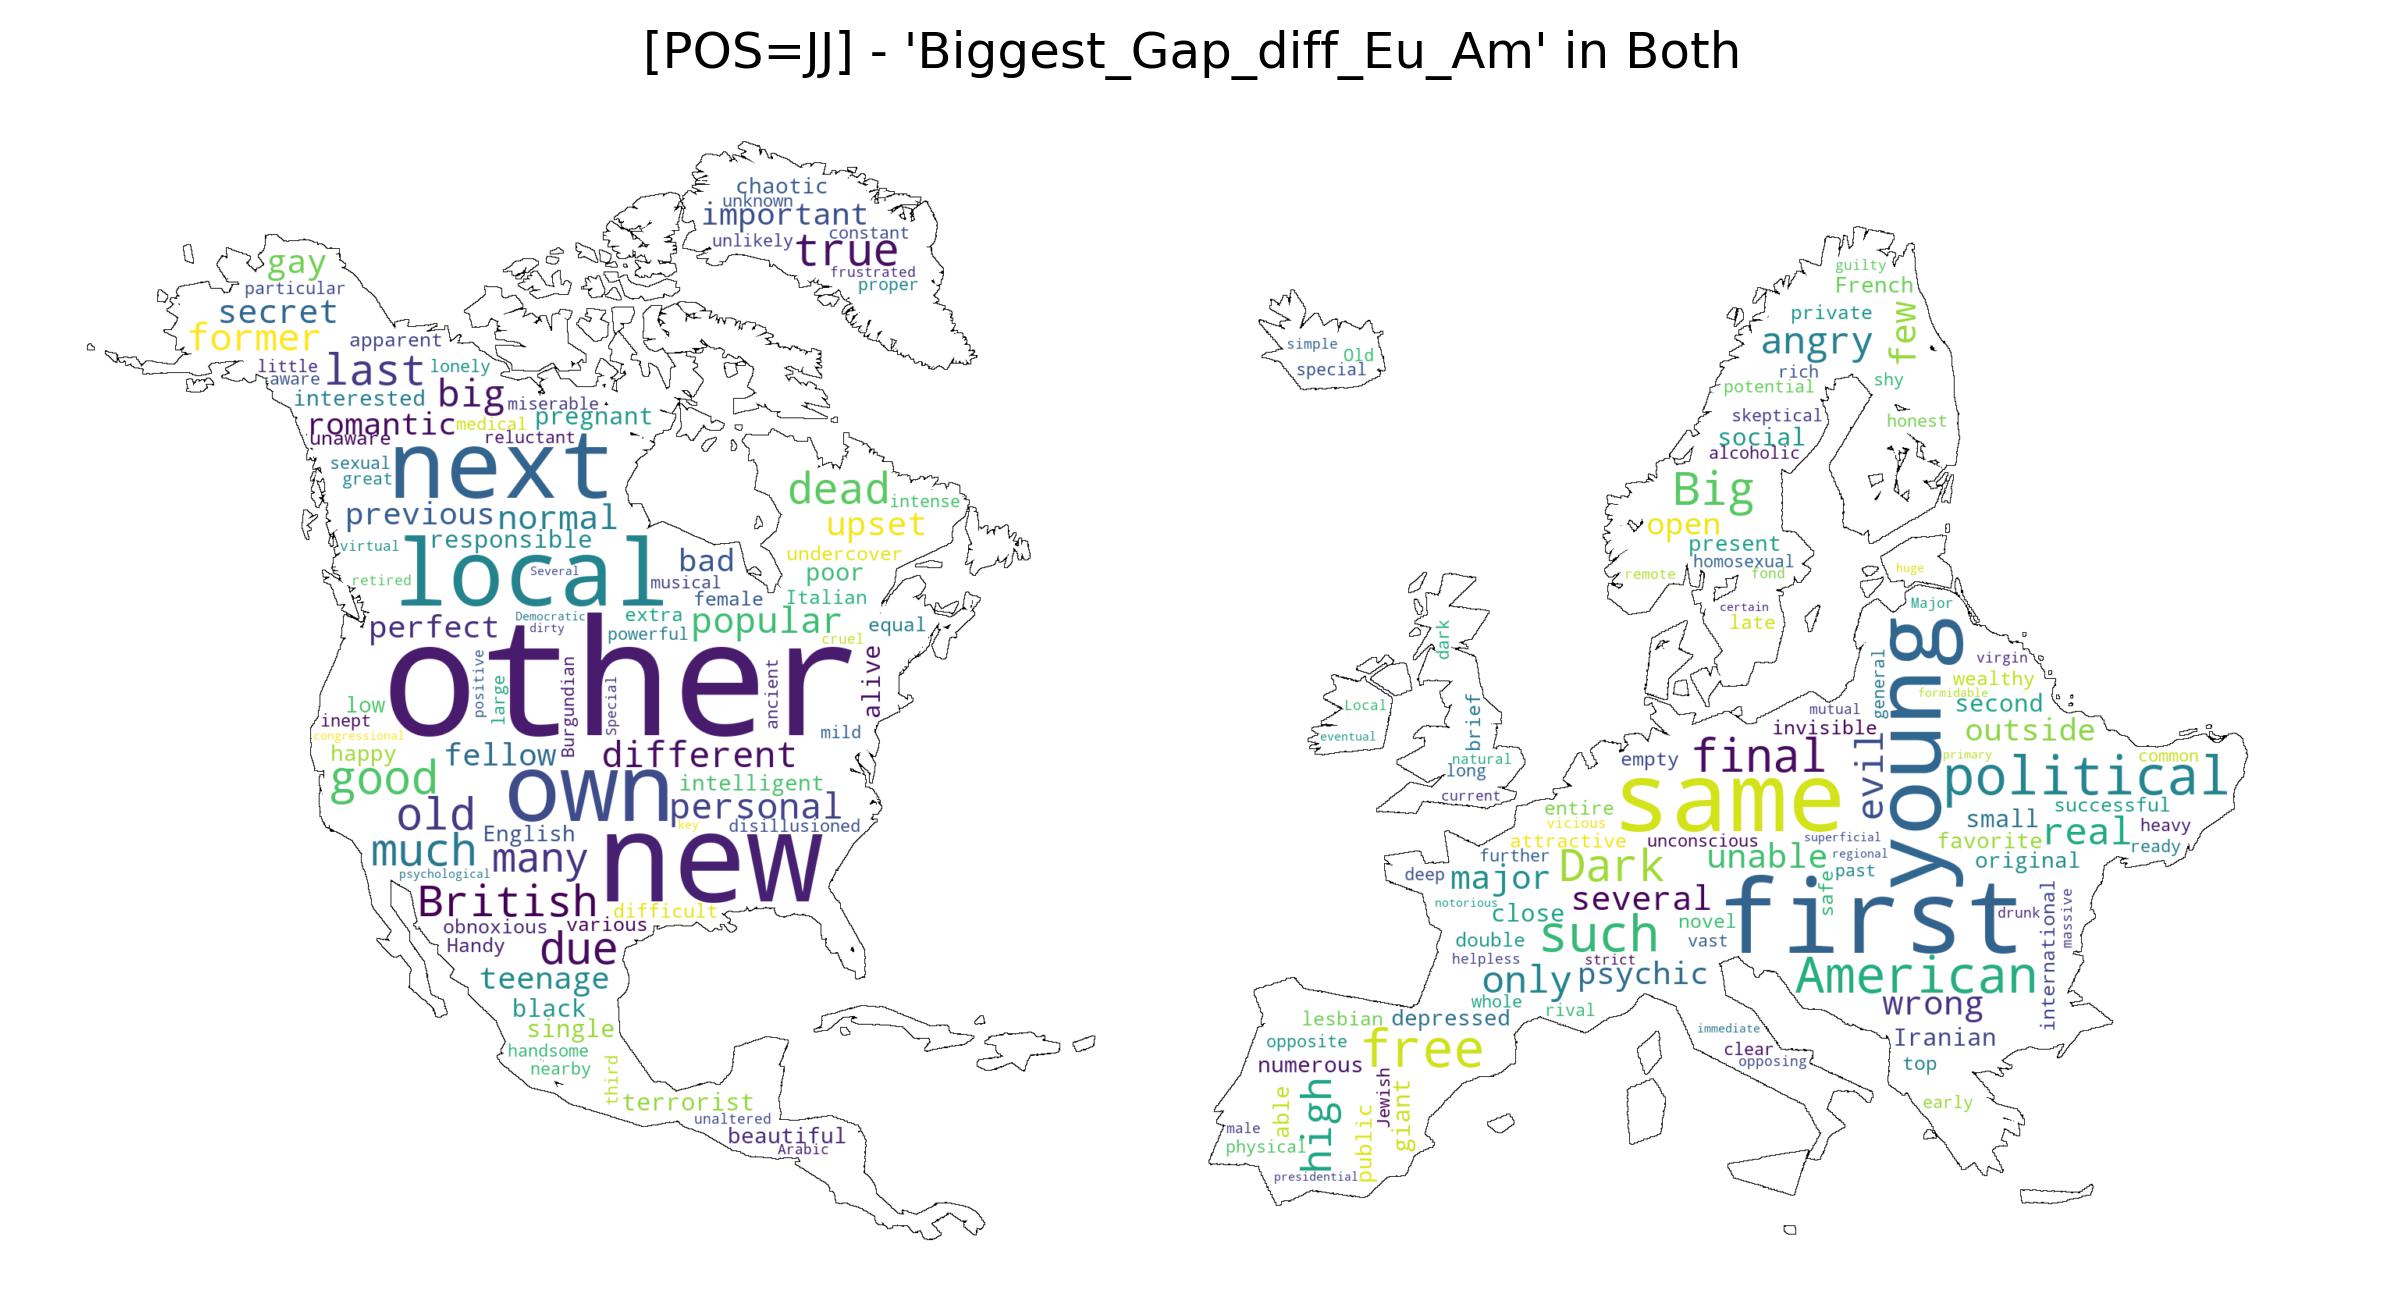 [POS=JJ] - 'Biggest_Gap_diff_Eu_Am' in Both
chaotic
unknown
important
constant
unlikely
true
frustrated
proper
gay
particular
secret
former
apparent
little
last
lonely
aware
interested
big
miserable
romantic
medical
pregnant
unaware
reluctant
next
sexual
great
dead
intense
previous
normal
upset
virtual
responsible
local
Several
bad
undercover
retired
musical
poor
female
Italian
Democratic
extra
popular
equal
perfect
dirty
powerful
cruel
other
positive
large
Burgundian
Special
ancient
alive
low
inept
congressional
mild
happy
fellow
different
good
own
intelligent
old
personal
English
key
disillusioned
much
many
new
psychological
British
difficult
obnoxious
various
Handy
due
teenage
black
single
handsome
nearby
third
terrorist
unaltered
beautiful
Arabic
guilty
French
private
few
angry
simple
Old
special
rich
potential
shy
skeptical
honest
social
alcoholic
Big
open
present
homosexual
remote
fond
huge
certain
late
Major
dark
young
general
virgin
wealthy
formidable
Local
eventual
brief
mutual
second
invisible
outside
natural
long
current
empty
final
evil
primary
common
same
political
entire
vicious
successful
small
real
heavy
attractive
unconscious
superficial
favorite
ready
further
Dark
unable
regional
original
deep
major
past
safe
notorious
several
first
international
massive
close
novel
drunk
double
such
vast
helpless
strict
only
psychic
American
whole
rival
wrong
lesbian
depressed
immediate
Iranian
opposite
free
clear
numerous
opposing
top
high
Jewish
able
public
giant
early
male
physical
presidential